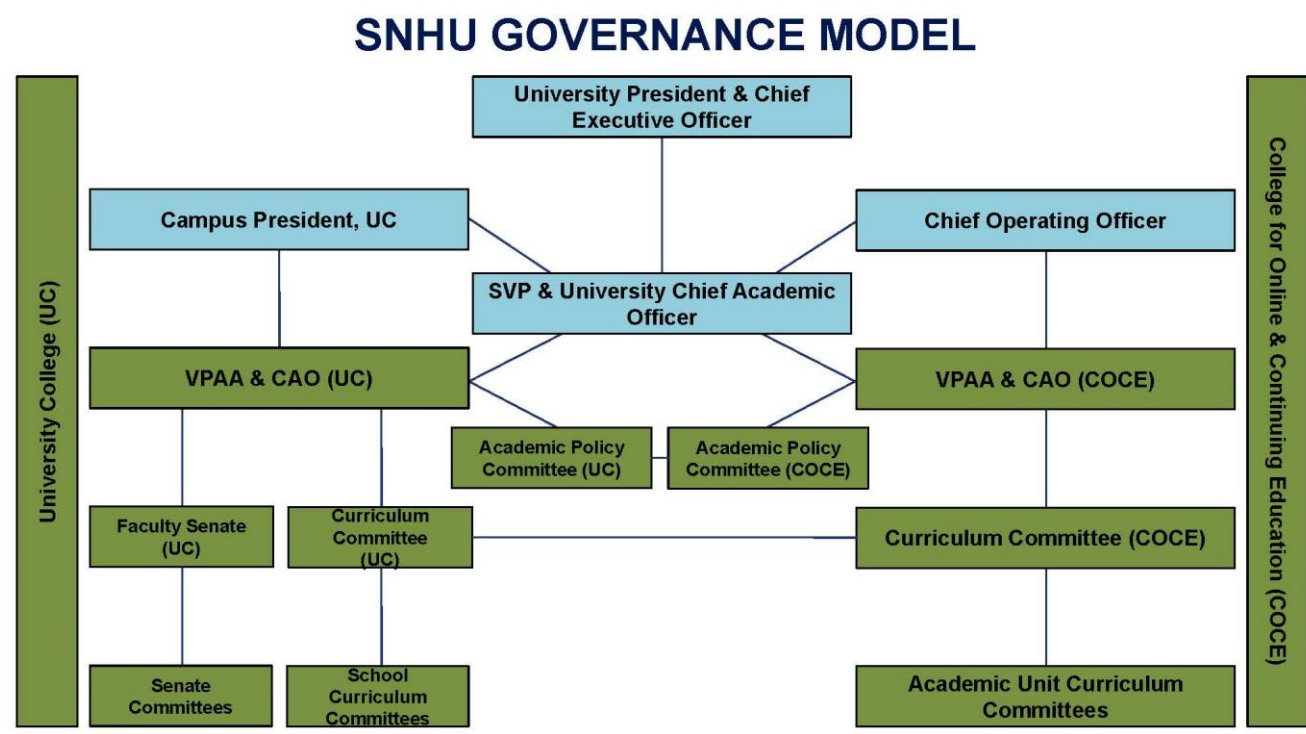 SNHU GOVERNANCE MODEL
University President & Chief
Executive Officer
Campus President, UC
Chief Operating Officer
SVP & University Chief Academic
Officer
VPAA & CAO (UC)
VPAA & CAO (COCE)
Academic Policy
Committee (UC)
Academic Policy
Committee (COCE)
Faculty Senate
(UC)
Curriculum
Committee
(UC)
Curriculum Committee (COCE)
Senate
Committees
School
Curriculum
Committees
Academic Unit Curriculum
Committees
University College (UC)
College for Online & Continuing Education (COCE)